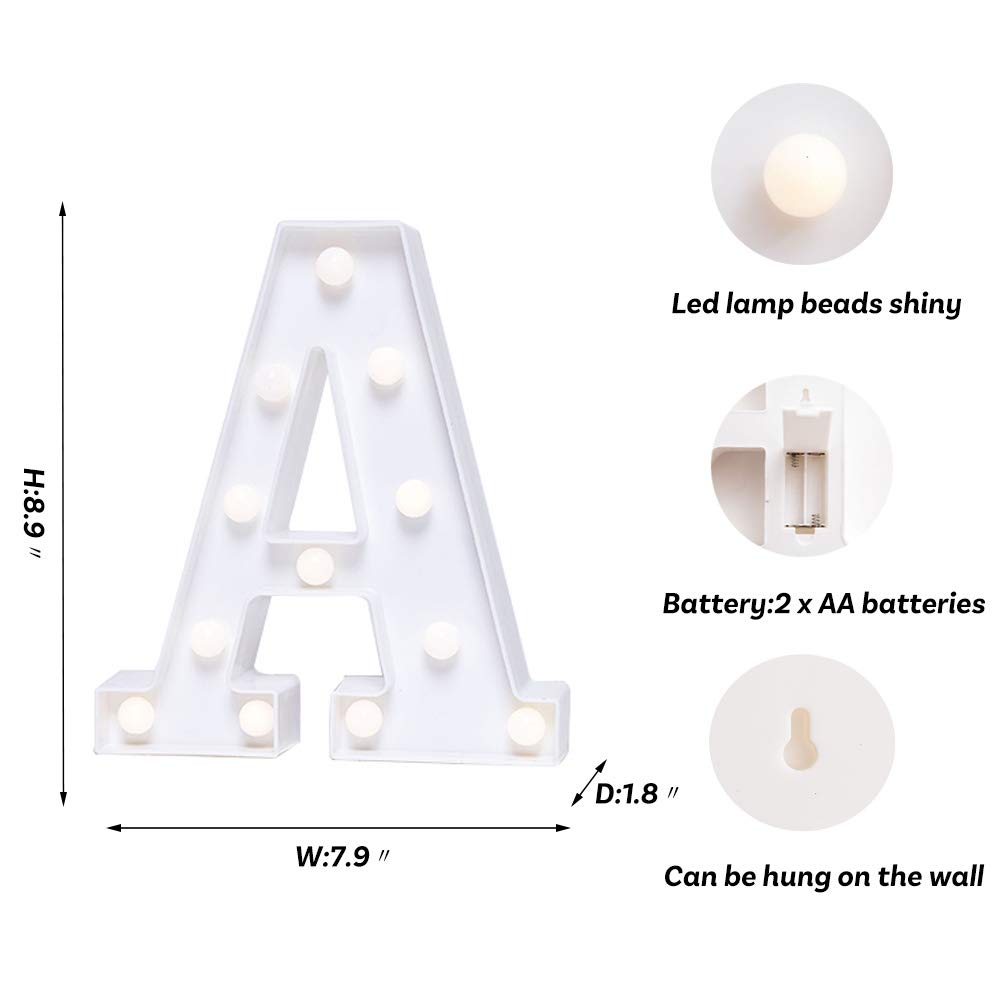 Led lamp beads shiny
H:8.9 ″
Battery:2 x AA batteries
D:1.8 ″
W:7.9 ″
Can be hung on the wall